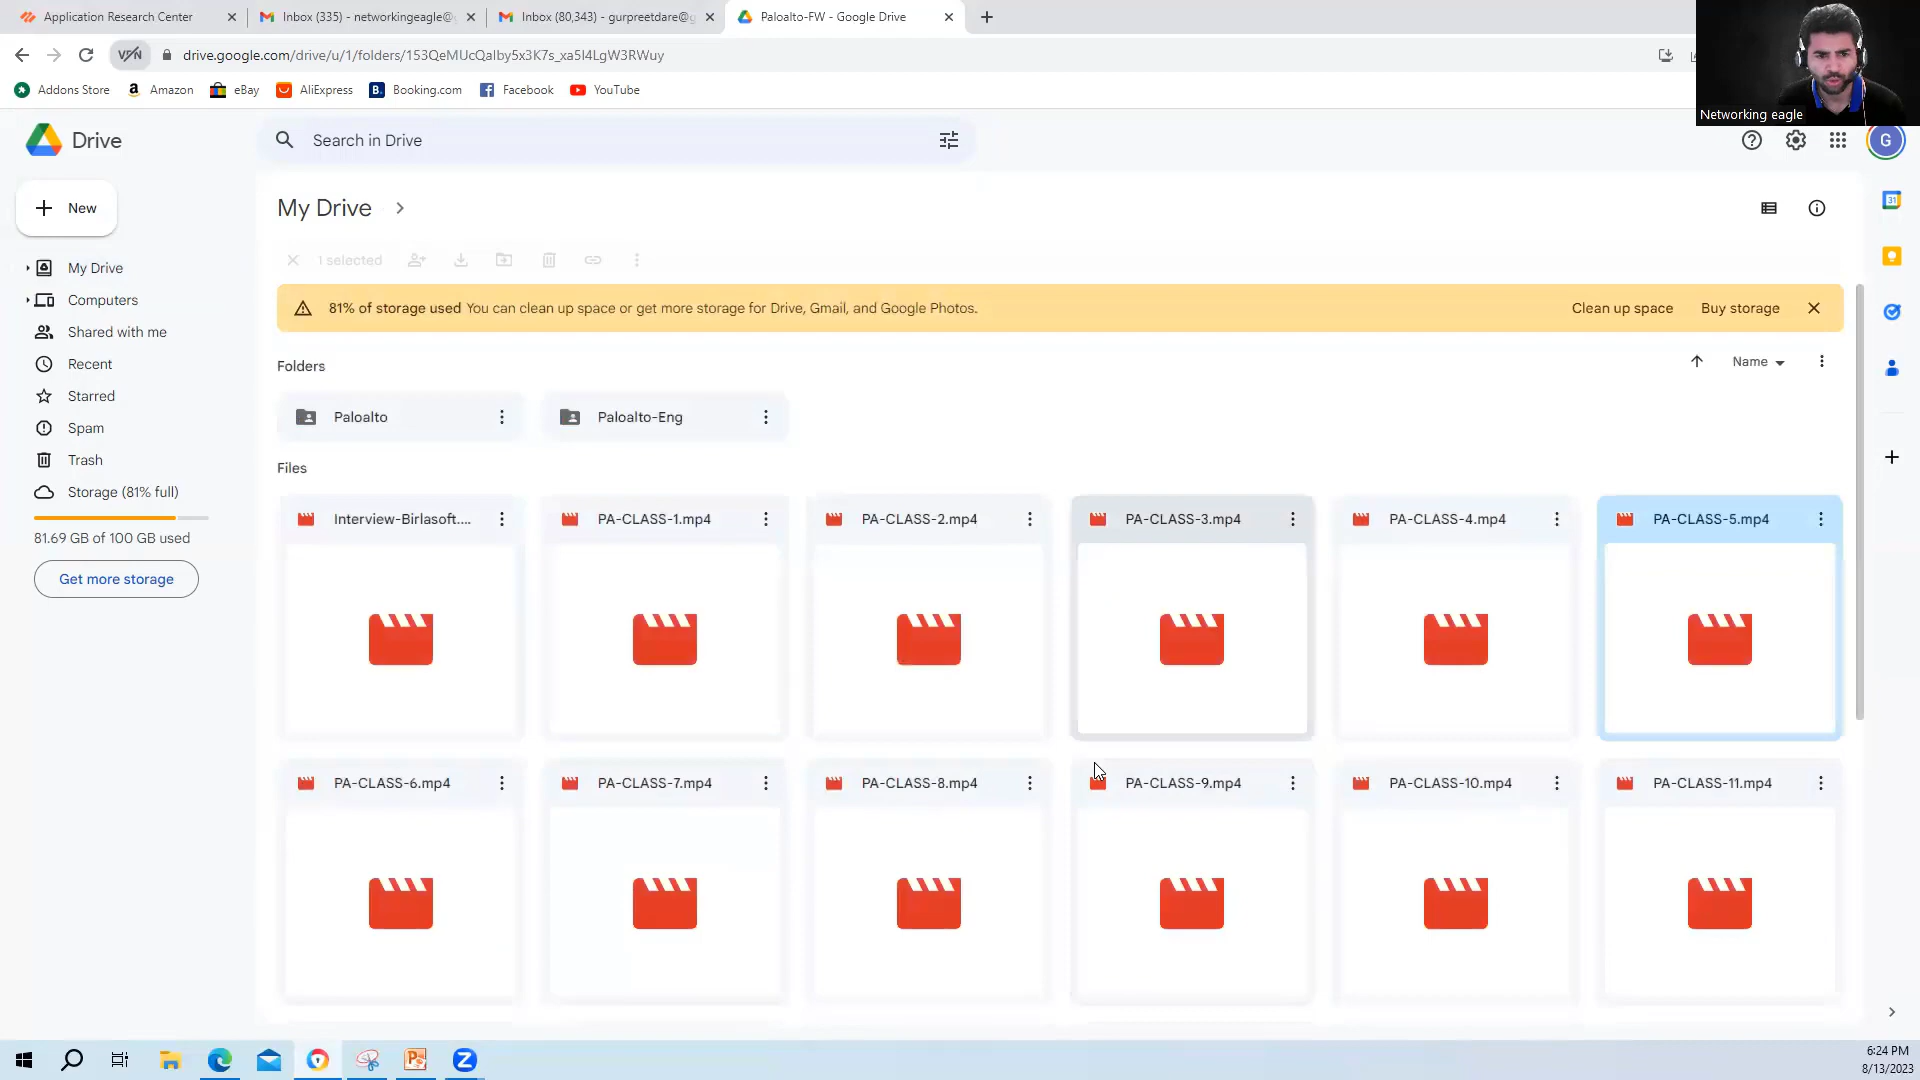 Application Research Center
Inbox (335) - networkingeagle@
Inbox (80,343) - gurpreetdare@g
Paloalto-FW - Google Drive
VPN
drive.google.com/drive/u/1/folders/153QeMUcQalby5x3K7s_xa5I4LgW3RWuy
Addons Store
Amazon
eBay
AliExpress
Booking.com
Facebook
YouTube
Networking eagle
Drive
Search in Drive
G
New
My Drive
Computers
Shared with me
Recent
Starred
Spam
Trash
Storage (81% full)
81.69 GB of 100 GB used
Get more storage
My Drive
1 selected
81% of storage used You can clean up space or get more storage for Drive, Gmail, and Google Photos.
Clean up space
Buy storage
Folders
Name
Paloalto
Paloalto-Eng
Files
Interview-Birlasoft....
PA-CLASS-1.mp4
PA-CLASS-2.mp4
PA-CLASS-3.mp4
PA-CLASS-4.mp4
PA-CLASS-5.mp4
PA-CLASS-6.mp4
PA-CLASS-7.mp4
PA-CLASS-8.mp4
PA-CLASS-9.mp4
PA-CLASS-10.mp4
PA-CLASS-11.mp4
31
6:24 PM
8/13/2023